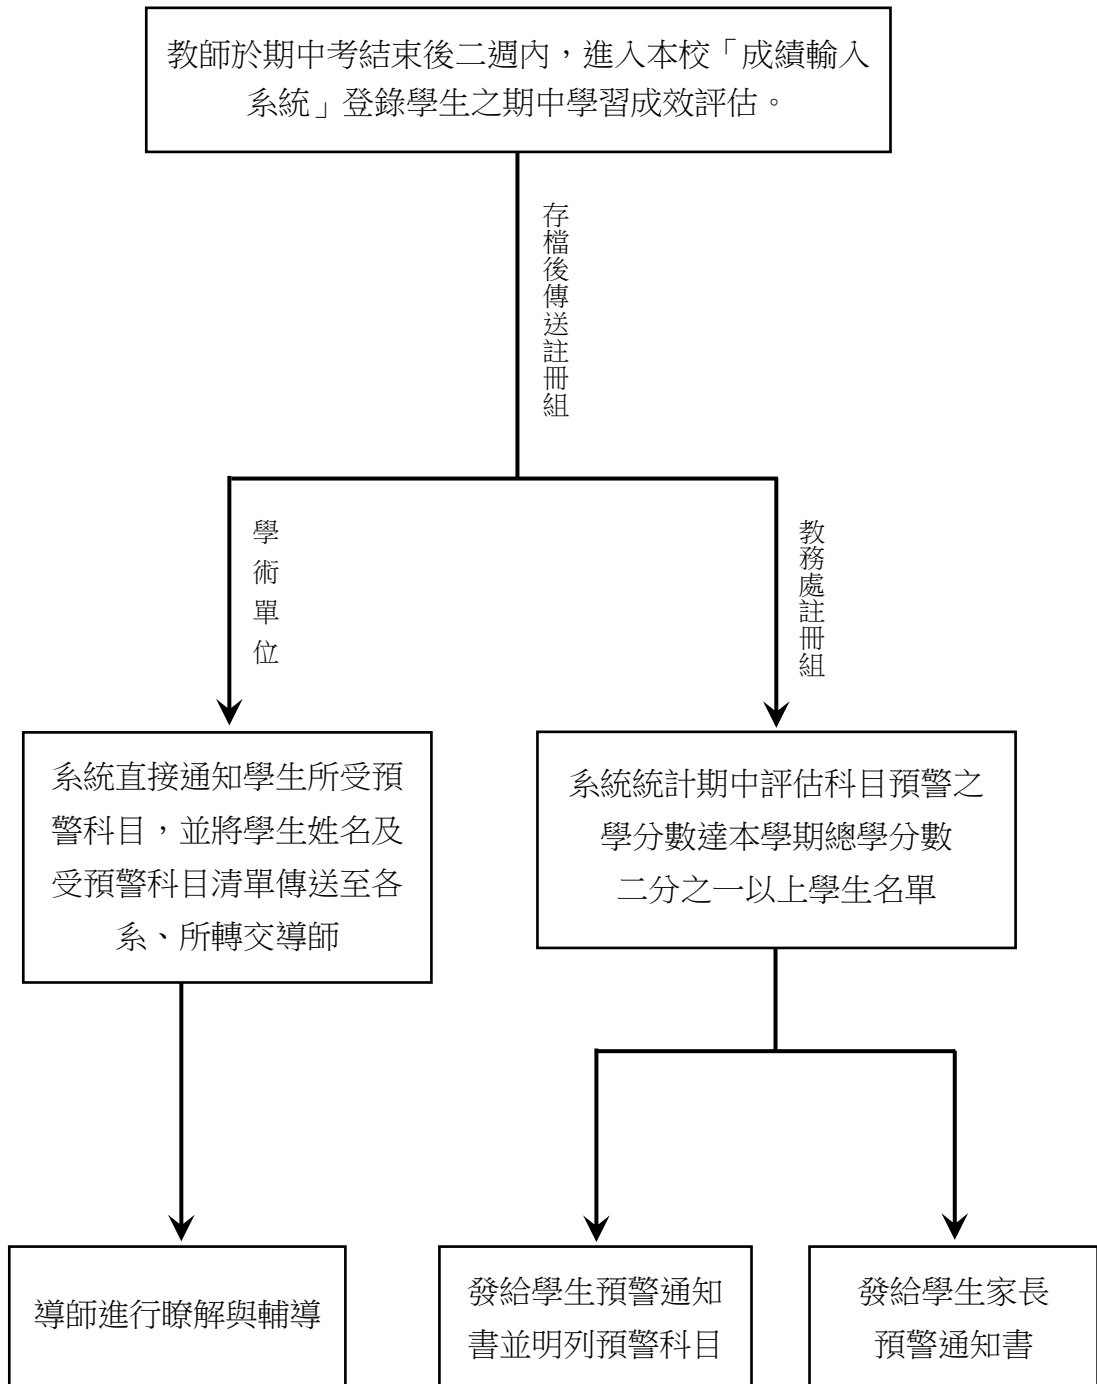 教師於期中考結束後二週內，進入本校「成績輸入
系統」登錄學生之期中學習成效評估。
存檔後傳送註冊組
學術單位
教務處註冊組
系統直接通知學生所受預
警科目，並將學生姓名及
受預警科目清單傳送至各
系、所轉交導師
系統統計期中評估科目預警之
學分數達本學期總學分數
二分之一以上學生名單
導師進行瞭解與輔導
發給學生預警通知
書並明列預警科目
發給學生家長
預警通知書